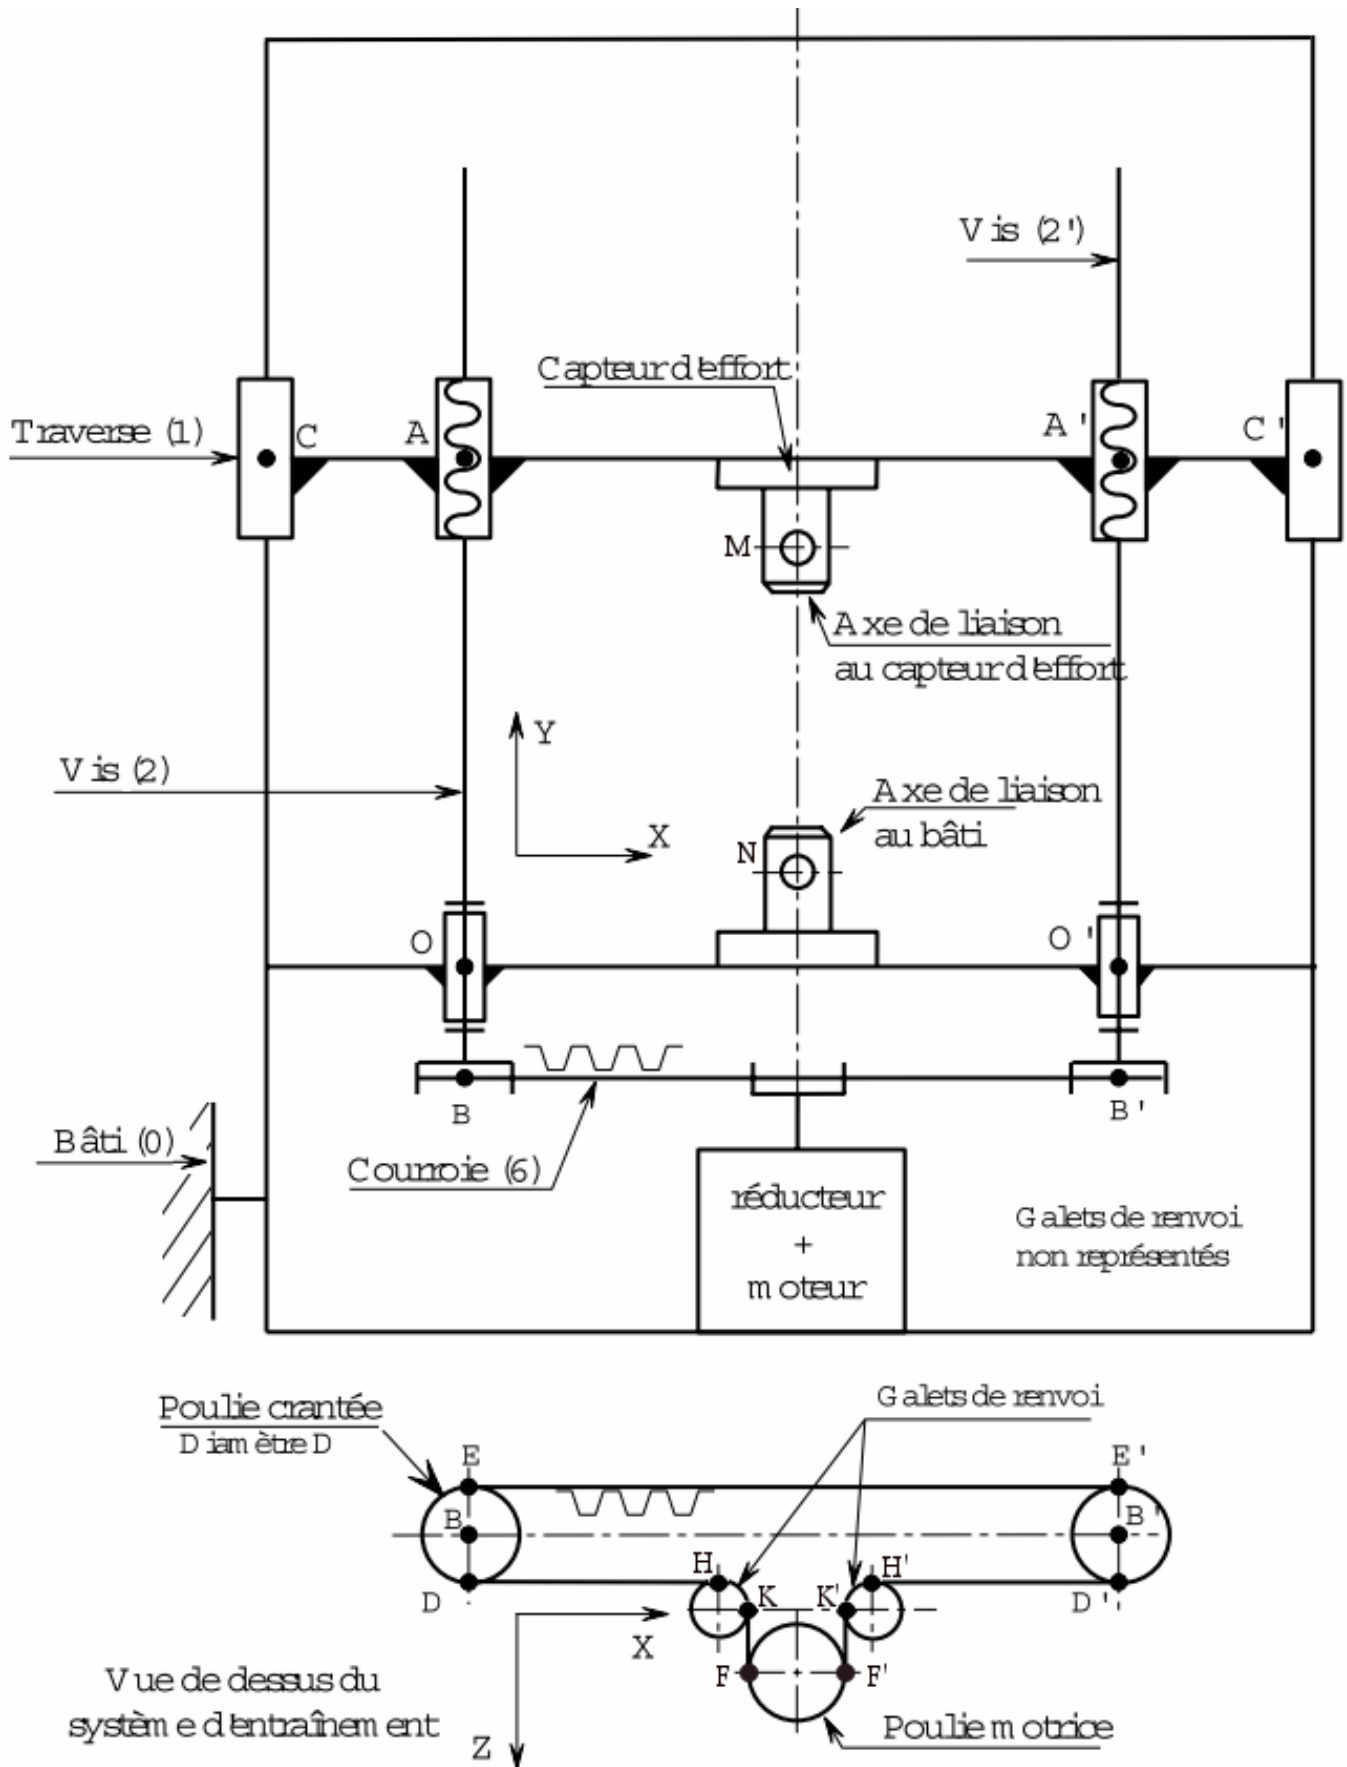 Vis (2')
Capteur d'effort
Traverse (1)
C
A
A'
C'
M
Axe de liaison
au capteur d'effort
Y
X
Vis (2)
Axe de liaison
au bâti
N
O
O'
B
B'
Bâti (0)
Courroie (6)
réducteur
+
moteur
Galets de renvoi
non représentés
Poulie crantée
Diamètre D
Galets de renvoi
E
E'
B
B'
H
H'
D
K
K'
D'
X
F
F'
Vue de dessus du
système d'entraînement
Z
Poulie motrice